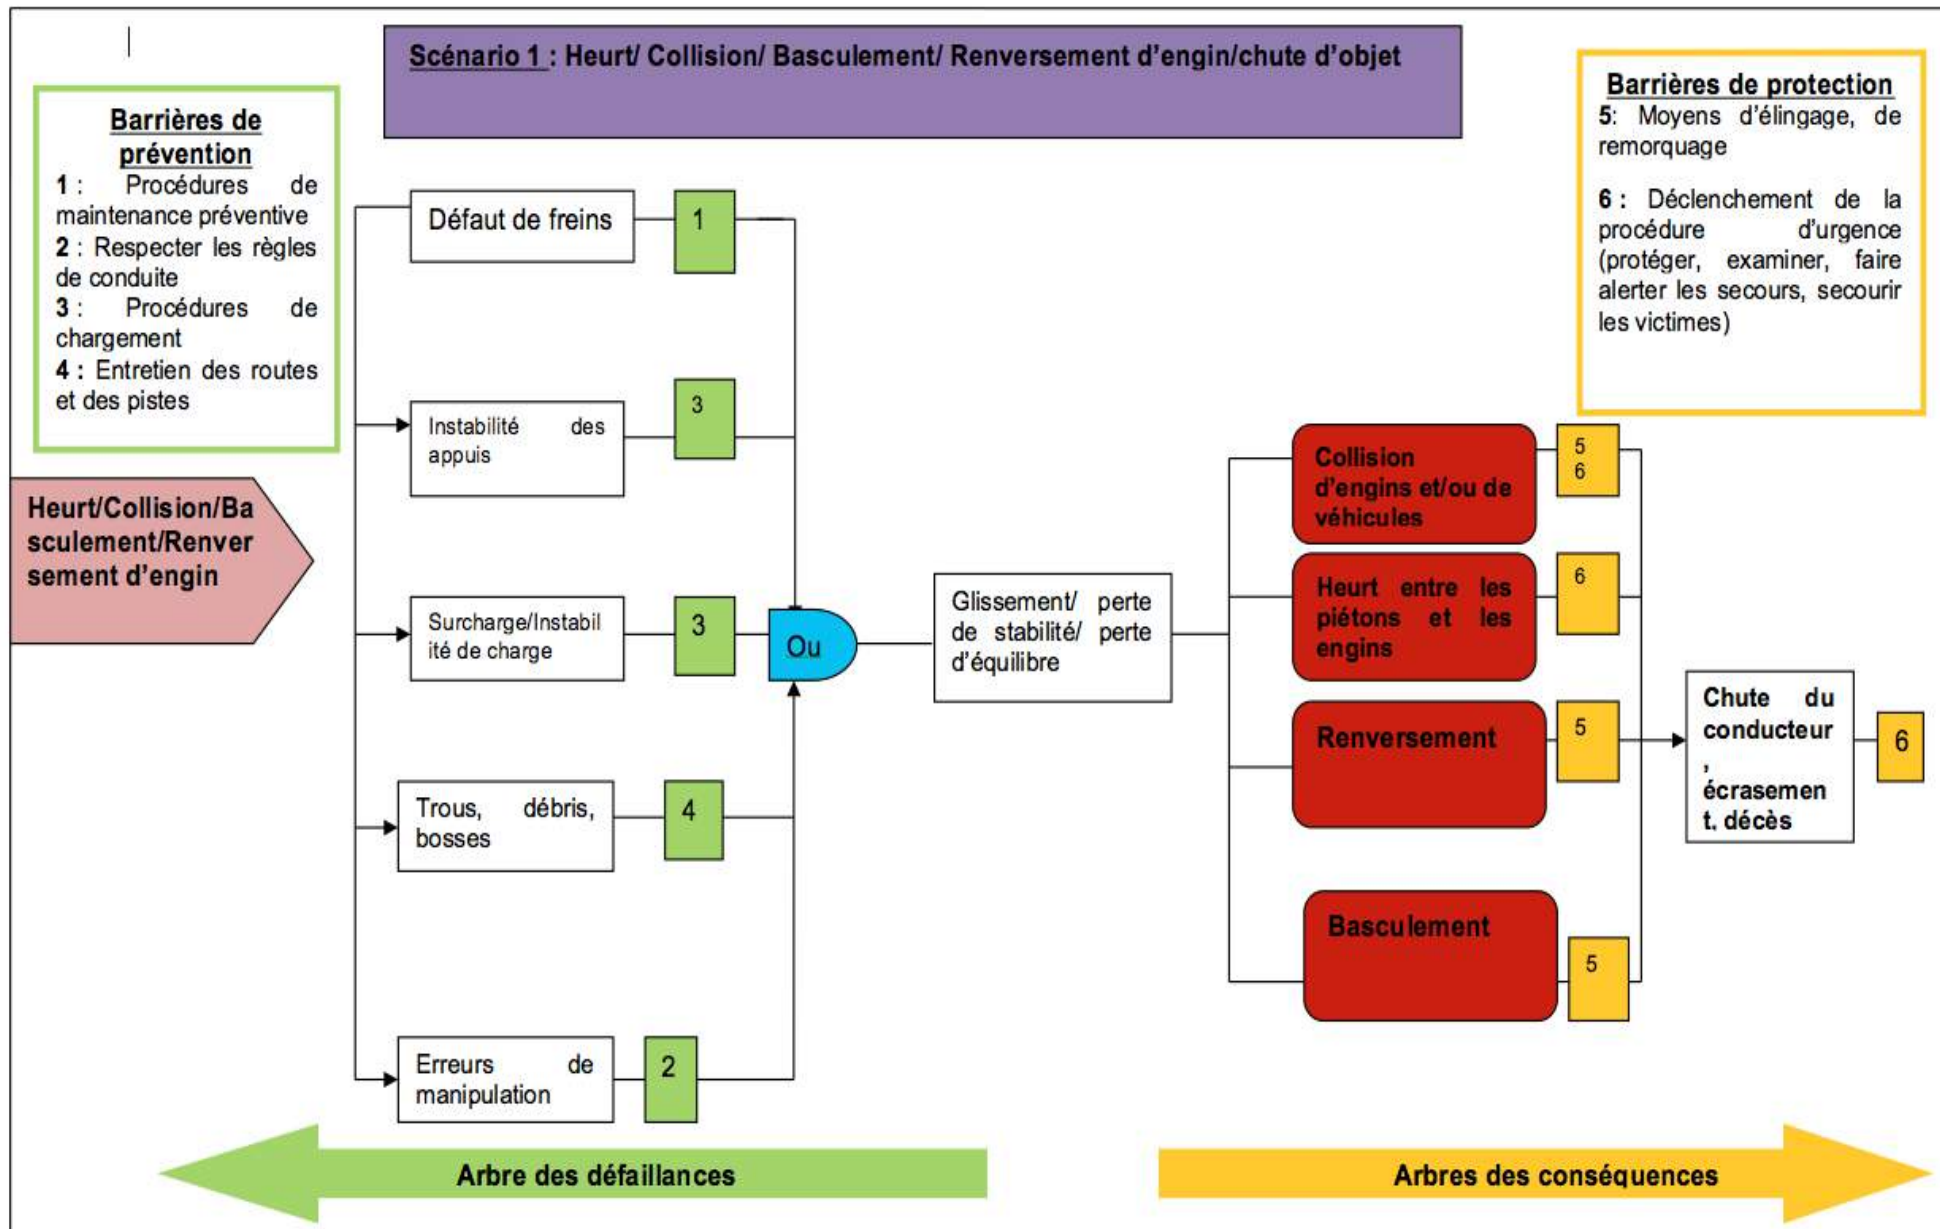 Scénario 1 : Heurt/ Collision/ Basculement/ Renversement d'engin/chute d'objet
Barrières de
prévention
1 : Procédures de
maintenance préventive
2 : Respecter les règles
de conduite
3 : Procédures de
chargement
4 : Entretien des routes
et des pistes
Barrières de protection
5: Moyens d'élingage, de
remorquage
6 : Déclenchement de la
procédure d'urgence
(protéger, examiner, faire
alerter les secours, secourir
les victimes)
Heurt/Collision/Ba
sculement/Renver
sement d'engin
Défaut de freins
1
Instabilité des
appuis
3
Surcharge/Instabil
ité de charge
3
Trous, débris,
bosses
4
Erreurs de
manipulation
2
Ou
Glissement/ perte
de stabilité/ perte
d'équilibre
Collision
d'engins et/ou de
véhicules
5
6
Heurt entre les
piétons et les
engins
6
Renversement
5
Basculement
5
Chute du
conducteur
,
écrasemen
t, décès
6
Arbre des défaillances
Arbres des conséquences